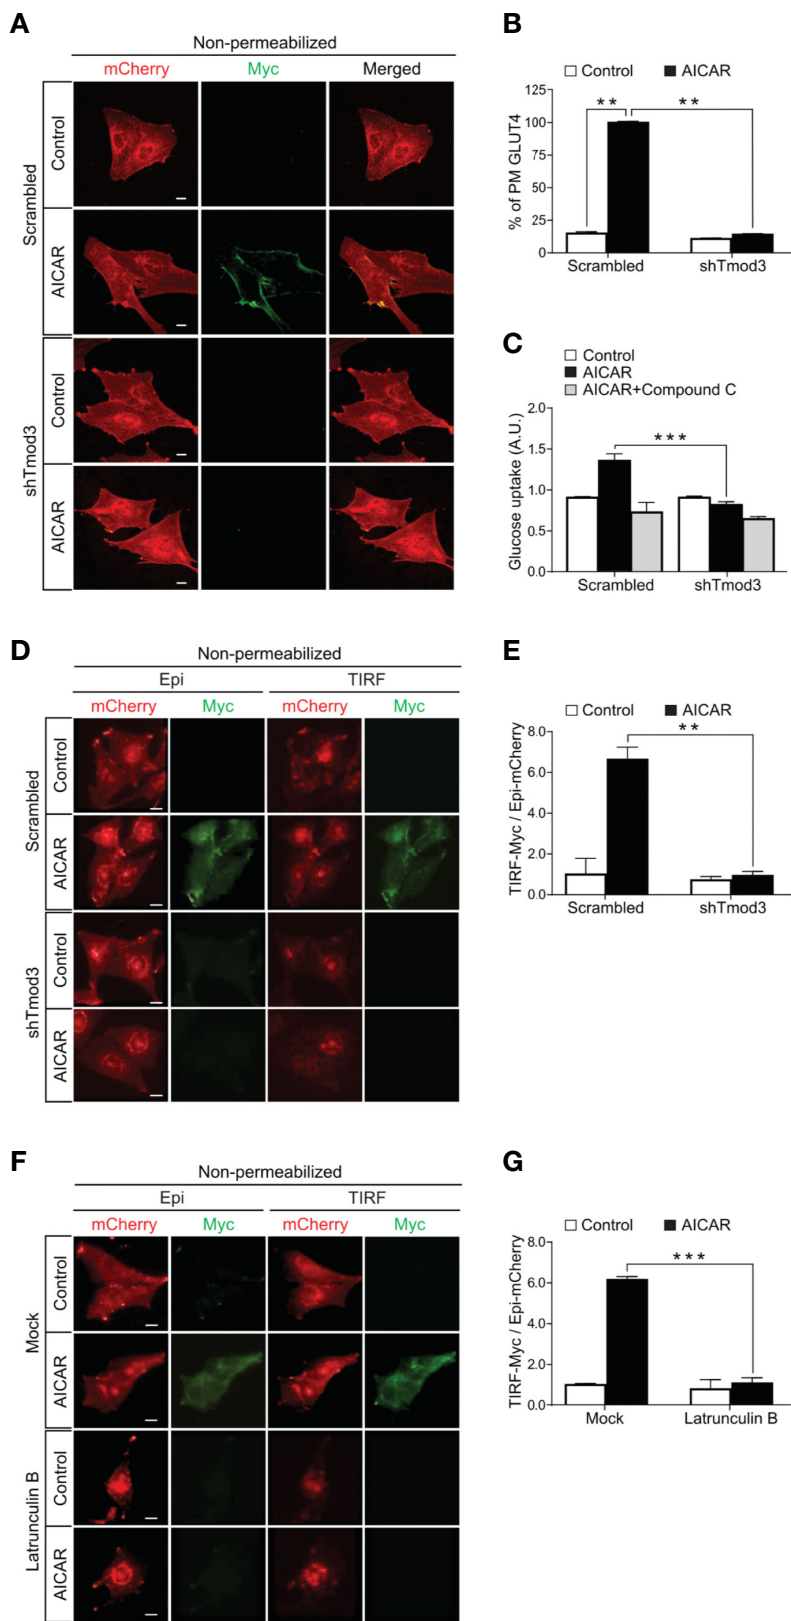 A
Non-permeabilized
mCherry Myc Merged
Scrambled
Control
AICAR
shTmod3
Control
AICAR
B
Control AICAR
% of PM GLUT4
125
100
75
50
25
0
** **
Scrambled shTmod3
C
Control
AICAR
AICAR+Compound C
Glucose uptake (A.U.)
2.0
1.5
1.0
0.5
0.0
***
Scrambled shTmod3
D
Non-permeabilized
Epi TIRF
mCherry Myc mCherry Myc
Scrambled
Control
AICAR
shTmod3
Control
AICAR
E
Control AICAR
TIRF-Myc / Epi-mCherry
8.0
6.0
4.0
2.0
0.0
**
Scrambled shTmod3
F
Non-permeabilized
Epi TIRF
mCherry Myc mCherry Myc
Mock
Control
AICAR
Latrunculin B
Control
AICAR
G
Control AICAR
TIRF-Myc / Epi-mCherry
8.0
6.0
4.0
2.0
0.0
***
Mock Latrunculin B